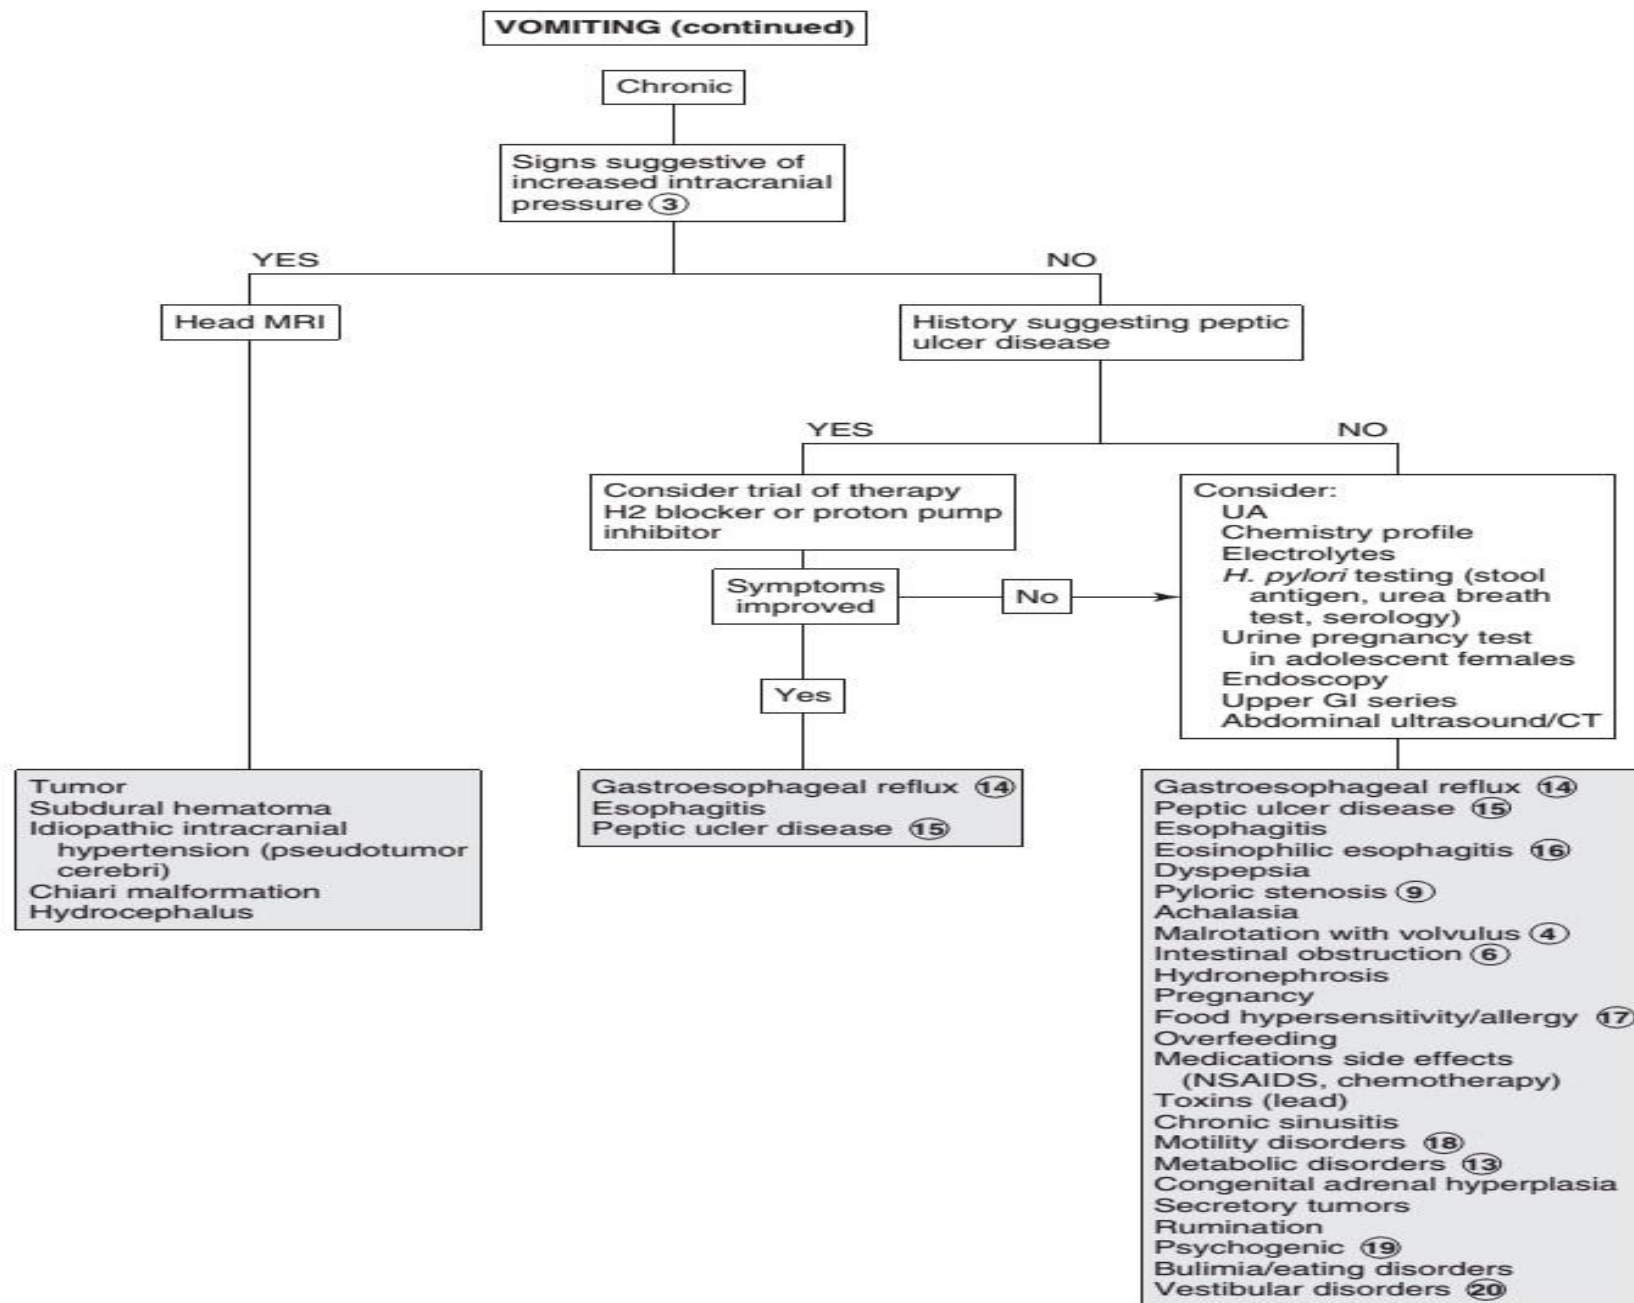 VOMITING (continued)
Chronic
Signs suggestive of
increased intracranial
pressure 3
YES
NO
Head MRI
History suggesting peptic
ulcer disease
YES
NO
Consider trial of therapy
H2 blocker or proton pump
inhibitor
Symptoms
improved
No
Yes
Consider:
UA
Chemistry profile
Electrolytes
H. pylori testing (stool
antigen, urea breath
test, serology)
Urine pregnancy test
in adolescent females
Endoscopy
Upper GI series
Abdominal ultrasound/CT
Tumor
Subdural hematoma
Idiopathic intracranial
hypertension (pseudotumor
cerebri)
Chiari malformation
Hydrocephalus
Gastroesophageal reflux 14
Esophagitis
Peptic ucler disease 15
Gastroesophageal reflux 14
Peptic ulcer disease 15
Esophagitis
Eosinophilic esophagitis 16
Dyspepsia
Pyloric stenosis 9
Achalasia
Malrotation with volvulus 4
Intestinal obstruction 6
Hydronephrosis
Pregnancy
Food hypersensitivity/allergy 17
Overfeeding
Medications side effects
(NSAIDS, chemotherapy)
Toxins (lead)
Chronic sinusitis
Motility disorders 18
Metabolic disorders 13
Congenital adrenal hyperplasia
Secretory tumors
Rumination
Psychogenic 19
Bulimia/eating disorders
Vestibular disorders 20